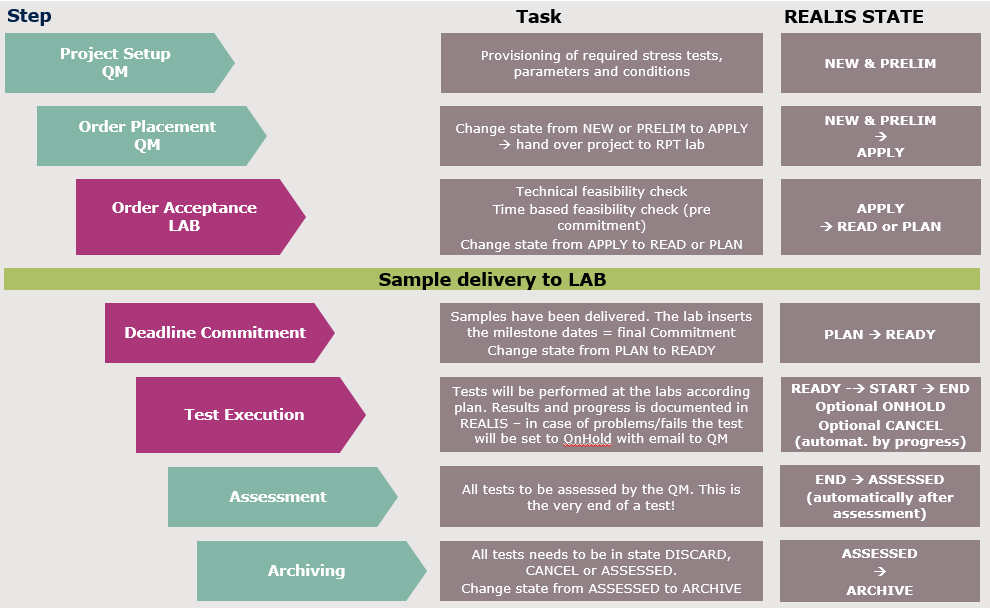 Step
Task
REALIS STATE
Project Setup
QM
Provisioning of required stress tests,
parameters and conditions
NEW & PRELIM
Order Placement
QM
Change state from NEW or PRELIM to APPLY
→ hand over project to RPT lab
NEW & PRELIM
→
APPLY
Order Acceptance
LAB
Technical feasibility check
Time based feasibility check (pre
commitment)
Change state from APPLY to READ or PLAN
APPLY
→ READ or PLAN
Sample delivery to LAB
Deadline Commitment
Samples have been delivered. The lab inserts
the milestone dates = final Commitment
Change state from PLAN to READY
PLAN → READY
Test Execution
Tests will be performed at the labs according
plan. Results and progress is documented in
REALIS – in case of problems/fails the test
will be set to OnHold with email to QM
READY --→ START → END
Optional ONHOLD
Optional CANCEL
(automat. by progress)
Assessment
All tests to be assessed by the QM. This is
the very end of a test!
END → ASSESSED
(automatically after
assessment)
Archiving
All tests needs to be in state DISCARD,
CANCEL or ASSESSED.
Change state from ASSESSED to ARCHIVE
ASSESSED
→
ARCHIVE